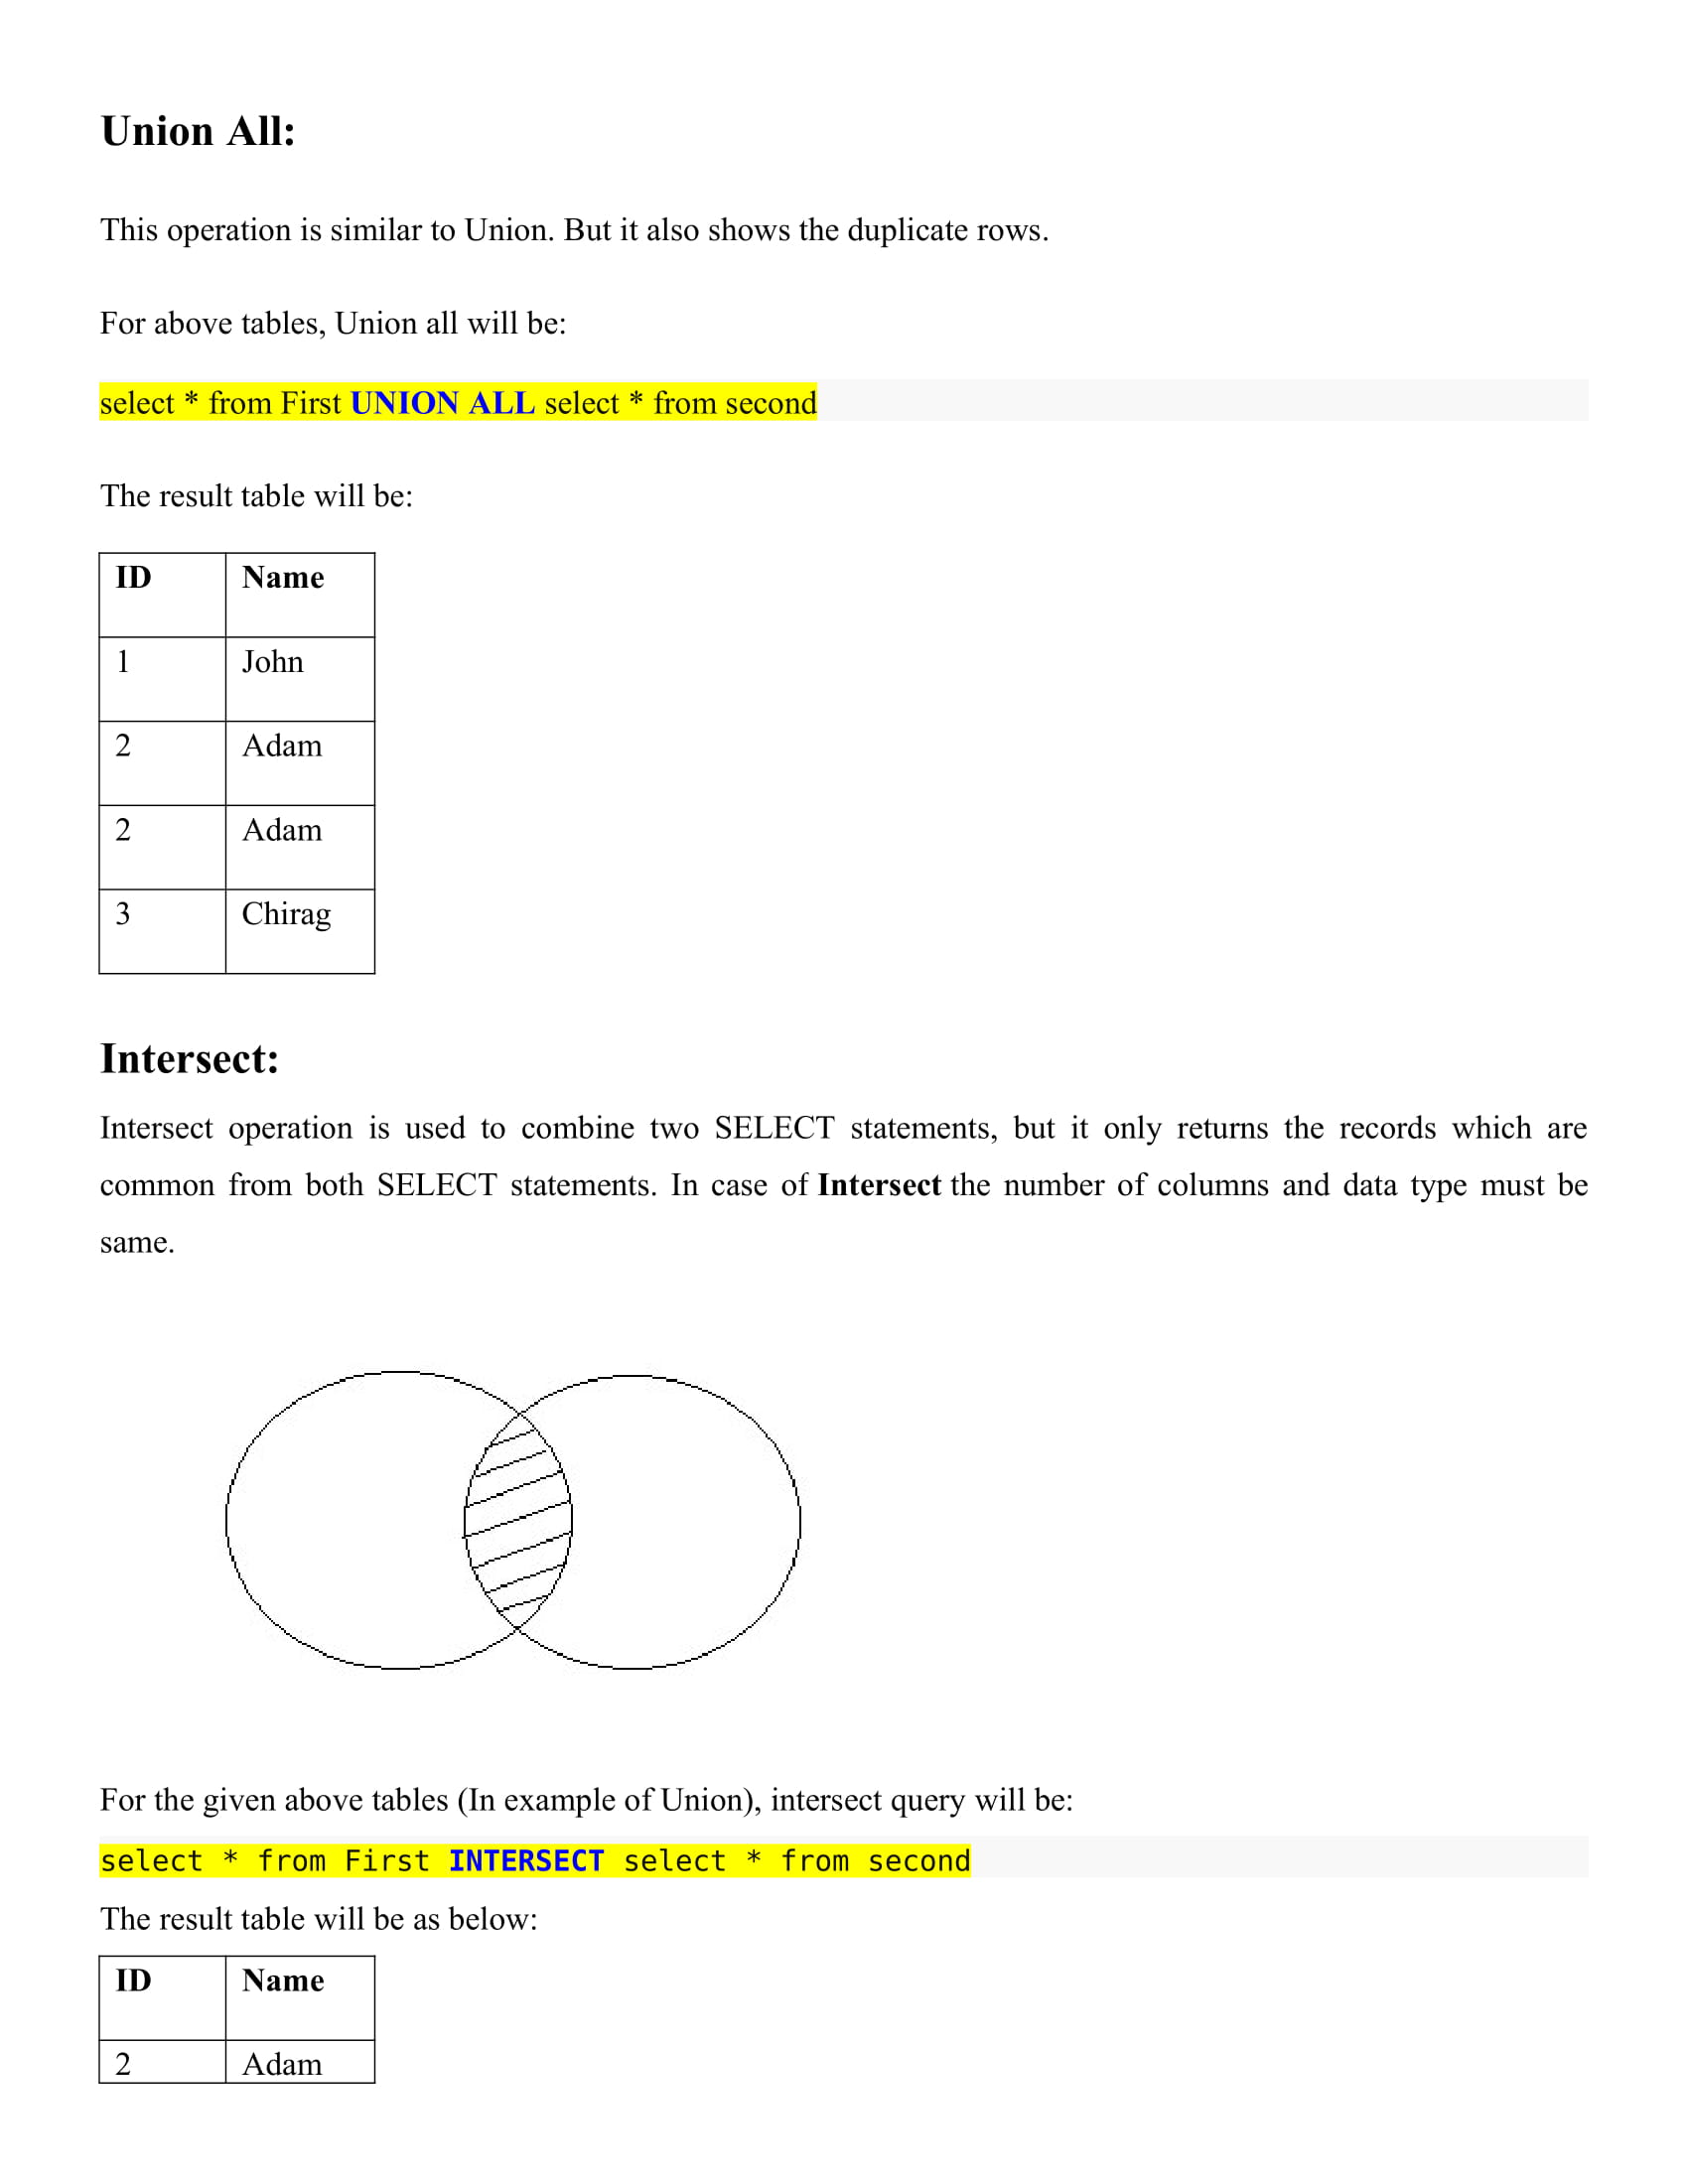 Union All:
This operation is similar to Union. But it also shows the duplicate rows.
For above tables, Union all will be:
select * from First UNION ALL select * from second
The result table will be:
ID Name
1 John
2 Adam
2 Adam
3 Chirag
Intersect:
Intersect operation is used to combine two SELECT statements, but it only returns the records which are
common from both SELECT statements. In case of Intersect the number of columns and data type must be
same.
For the given above tables (In example of Union), intersect query will be:
select * from First INTERSECT select * from second
The result table will be as below:
ID Name
2 Adam